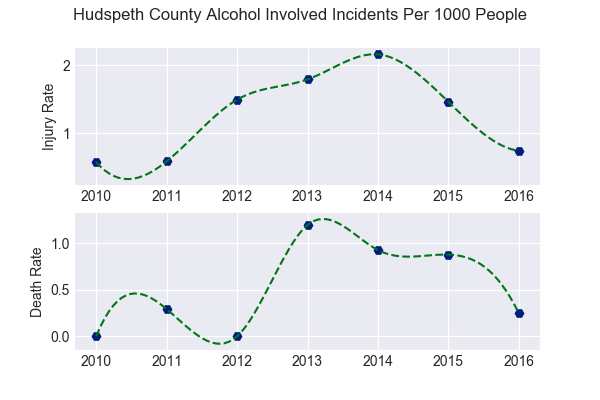 Hudspeth County Alcohol Involved Incidents Per 1000 People
Injury Rate
2
1
2010 2011 2012 2013 2014 2015 2016
Death Rate
1.0
0.5
0.0
2010 2011 2012 2013 2014 2015 2016